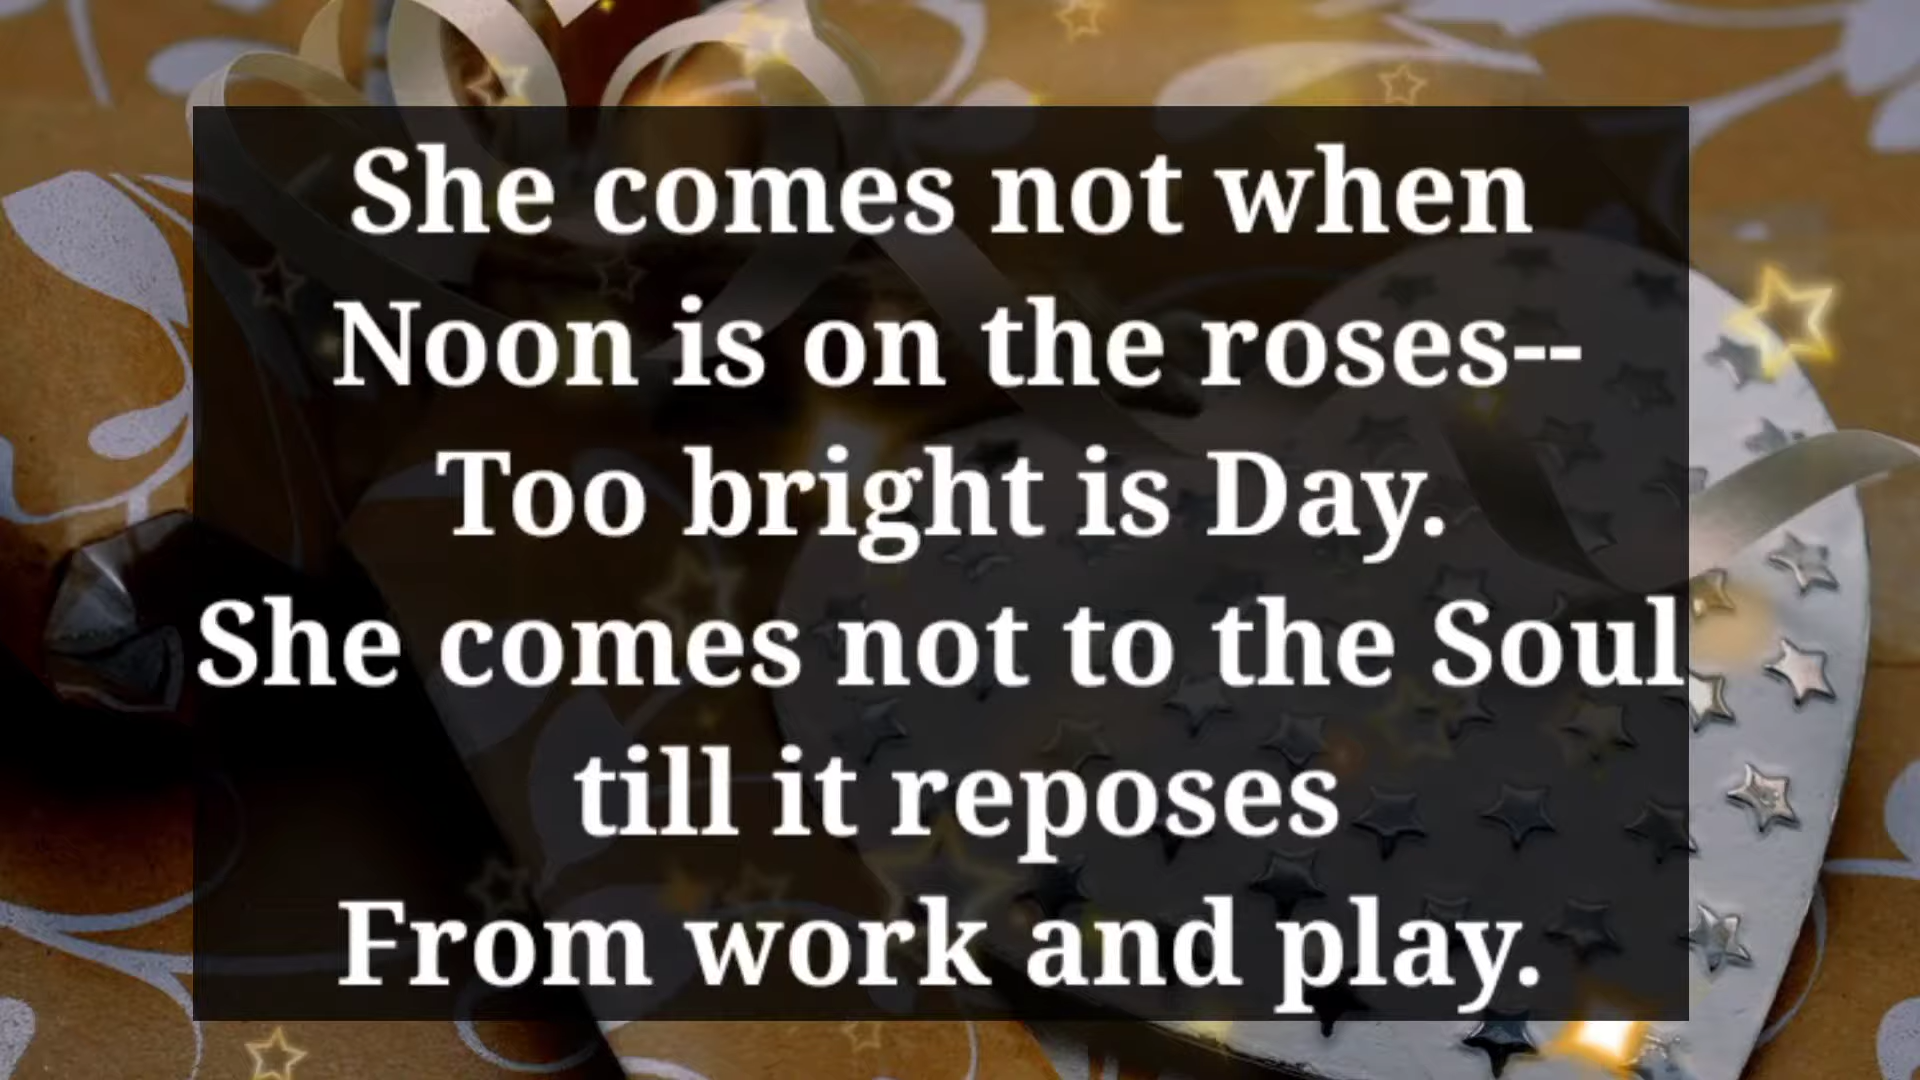 She comes not when
Noon is on the roses--
Too bright is Day.
She comes not to the Soul
till it reposes
From work and play.